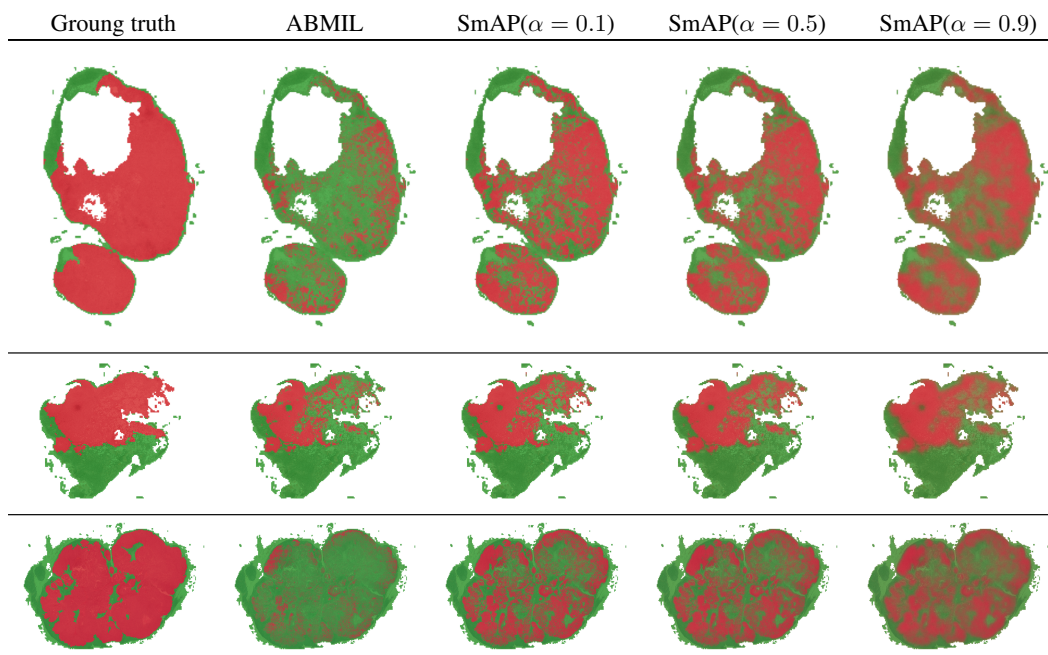 Groung truth ABMIL SmAP(α = 0.1) SmAP(α = 0.5) SmAP(α = 0.9)